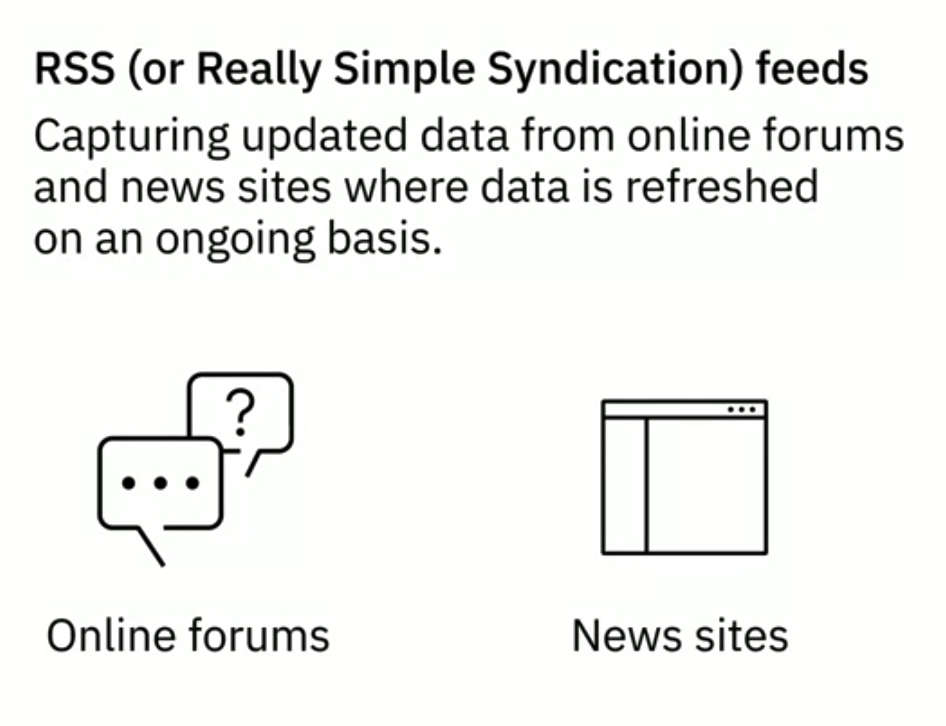 RSS (or Really Simple Syndication) feeds
Capturing updated data from online forums
and news sites where data is refreshed
on an ongoing basis.
?
Online forums
News sites